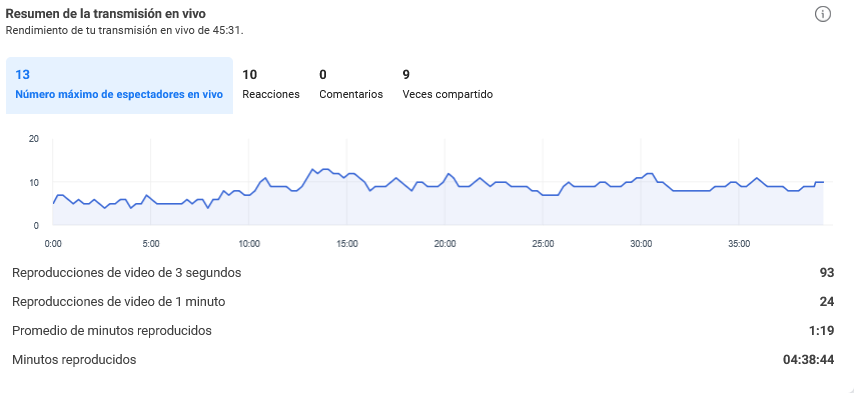 Resumen de la transmisión en vivo
Rendimiento de tu transmisión en vivo de 45:31.
13 10 0 9
Número máximo de espectadores en vivo Reacciones Comentarios Veces compartido
20
10
0
0:00 5:00 10:00 15:00 20:00 25:00 30:00 35:00
Reproducciones de video de 3 segundos 93
Reproducciones de video de 1 minuto 24
Promedio de minutos reproducidos 1:19
Minutos reproducidos 04:38:44